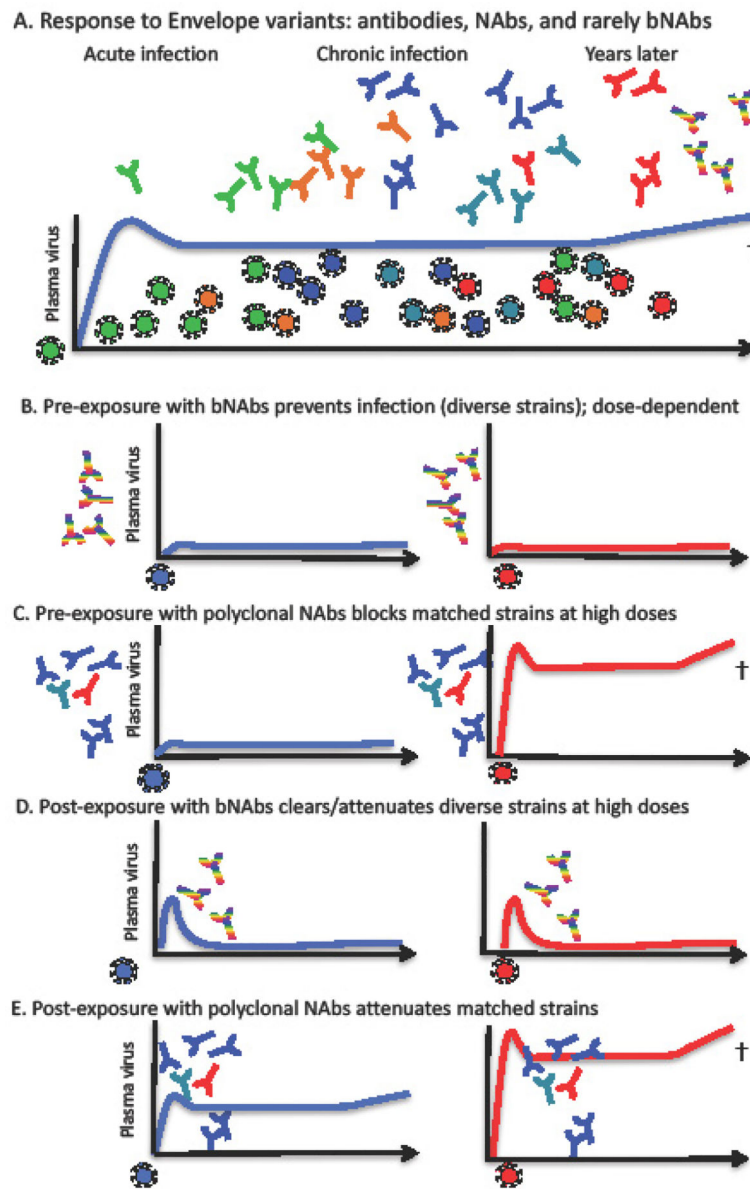 A. Response to Envelope variants: antibodies, NAbs, and rarely bNAbs
Acute infection Chronic infection Years later
Plasma virus
†
B. Pre-exposure with bNAbs prevents infection (diverse strains); dose-dependent
Plasma virus
C. Pre-exposure with polyclonal NAbs blocks matched strains at high doses
Plasma virus
†
D. Post-exposure with bNAbs clears/attenuates diverse strains at high doses
Plasma virus
E. Post-exposure with polyclonal NAbs attenuates matched strains
Plasma virus
†